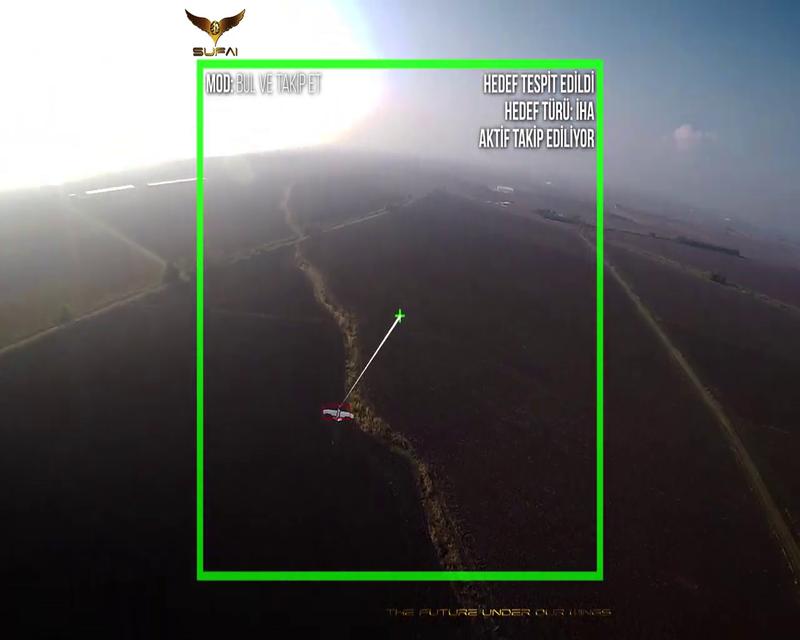 SUFAI
MOD: BUL VE TAKİP ET
HEDEF TESPİT EDİLDİ
HEDEF TÜRÜ: İHA
AKTİF TAKİP EDİLİYOR
THE FUTURE UNDER OUR WINGS